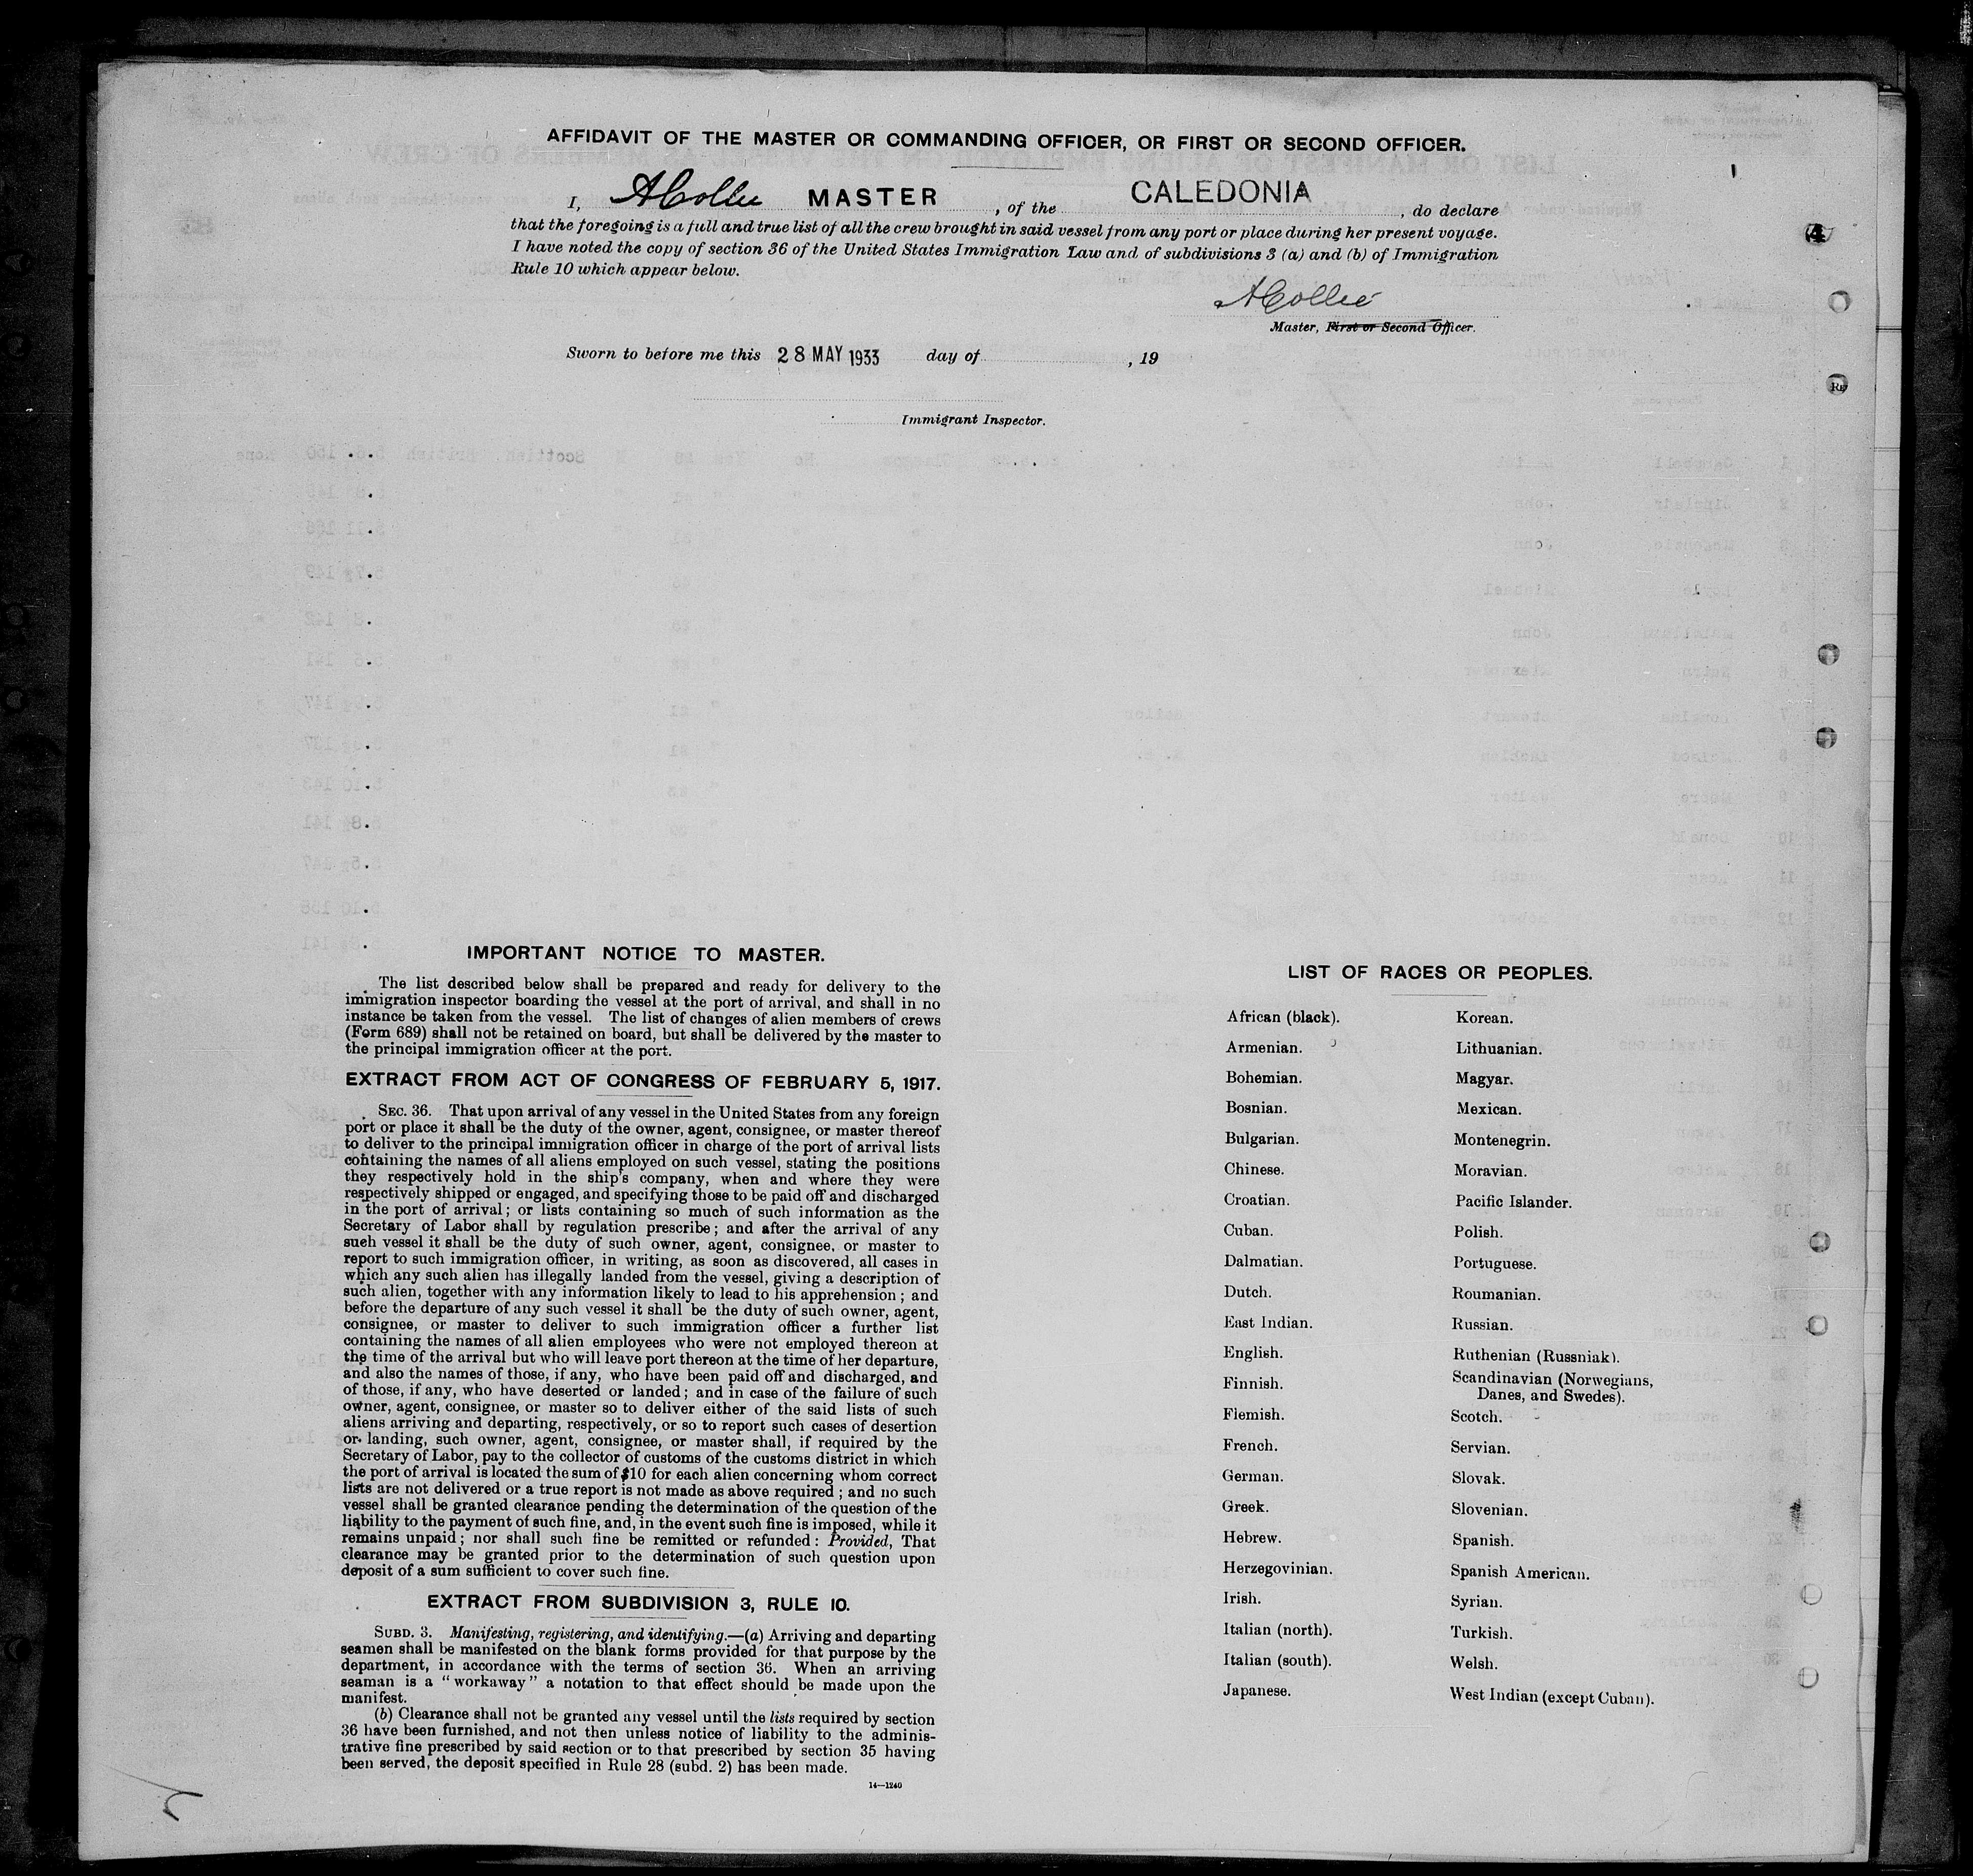 AFFIDAVIT OF THE MASTER OR COMMANDING OFFICER, OR FIRST OR SECOND OFFICER.
I, A Collie MASTER, of the CALEDONIA, do declare
that the foregoing is a full and true list of all the crew brought in said vessel from any port or place during her present voyage.
I have noted the copy of section 36 of the United States Immigration Law and of subdivisions 3 (a) and (b) of Immigration
Rule 10 which appear below.
A Collie
Master, First or Second Officer.
Sworn to before me this 28 MAY 1933 day of , 19
Immigrant Inspector.
IMPORTANT NOTICE TO MASTER.
The list described below shall be prepared and ready for delivery to the
immigration inspector boarding the vessel at the port of arrival, and shall in no
instance be taken from the vessel. The list of changes of alien members of crews
(Form 689) shall not be retained on board, but shall be delivered by the master to
the principal immigration officer at the port.
EXTRACT FROM ACT OF CONGRESS OF FEBRUARY 5, 1917.
SEC. 36. That upon arrival of any vessel in the United States from any foreign
port or place it shall be the duty of the owner, agent, consignee, or master thereof
to deliver to the principal immigration officer in charge of the port of arrival lists
containing the names of all aliens employed on such vessel, stating the positions
they respectively hold in the ship's company, when and where they were
respectively shipped or engaged, and specifying those to be paid off and discharged
in the port of arrival; or lists containing so much of such information as the
Secretary of Labor shall by regulation prescribe; and after the arrival of any
such vessel it shall be the duty of such owner, agent, consignee, or master to
report to such immigration officer, in writing, as soon as discovered, all cases in
which any such alien has illegally landed from the vessel, giving a description of
such alien, together with any information likely to lead to his apprehension; and
before the departure of any such vessel it shall be the duty of such owner, agent,
consignee, or master to deliver to such immigration officer a further list
containing the names of all alien employees who were not employed thereon at
the time of the arrival but who will leave port thereon at the time of her departure,
and also the names of those, if any, who have been paid off and discharged, and
of those, if any, who have deserted or landed; and in case of the failure of such
owner, agent, consignee, or master so to deliver either of the said lists of such
aliens arriving and departing, respectively, or so to report such cases of desertion
or landing, such owner, agent, consignee, or master shall, if required by the
Secretary of Labor, pay to the collector of customs of the customs district in which
the port of arrival is located the sum of $10 for each alien concerning whom correct
lists are not delivered or a true report is not made as above required; and no such
vessel shall be granted clearance pending the determination of the question of the
liability to the payment of such fine, and, in the event such fine is imposed, while it
remains unpaid; nor shall such fine be remitted or refunded: Provided, That
clearance may be granted prior to the determination of such question upon
deposit of a sum sufficient to cover such fine.
EXTRACT FROM SUBDIVISION 3, RULE 10.
SUBD. 3. Manifesting, registering, and identifying.—(a) Arriving and departing
seamen shall be manifested on the blank forms provided for that purpose by the
department, in accordance with the terms of section 36. When an arriving
seaman is a "workaway" a notation to that effect should be made upon the
manifest.
(b) Clearance shall not be granted any vessel until the lists required by section
36 have been furnished, and not then unless notice of liability to the adminis-
trative fine prescribed by said section or to that prescribed by section 35 having
been served, the deposit specified in Rule 28 (subd. 2) has been made.
14—1240
LIST OF RACES OR PEOPLES.
African (black).
Armenian.
Bohemian.
Bosnian.
Bulgarian.
Chinese.
Croatian.
Cuban.
Dalmatian.
Dutch.
East Indian.
English.
Finnish.
Flemish.
French.
German.
Greek.
Hebrew.
Herzegovinian.
Irish.
Italian (north).
Italian (south).
Japanese.
Korean.
Lithuanian.
Magyar.
Mexican.
Montenegrin.
Moravian.
Pacific Islander.
Polish.
Portuguese.
Roumanian.
Russian.
Ruthenian (Russniak).
Scandinavian (Norwegians,
Danes, and Swedes).
Scotch.
Servian.
Slovak.
Slovenian.
Spanish.
Spanish American.
Syrian.
Turkish.
Welsh.
West Indian (except Cuban).